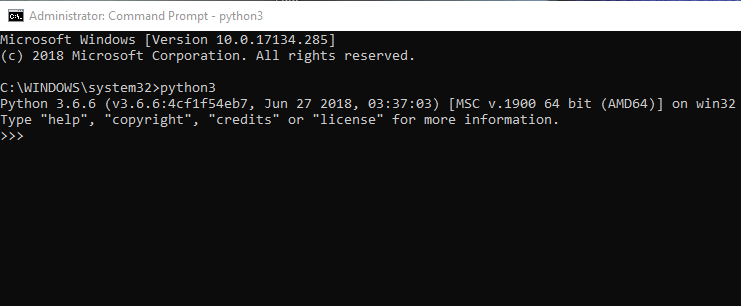 Administrator: Command Prompt - python3
Microsoft Windows [Version 10.0.17134.285]
(c) 2018 Microsoft Corporation. All rights reserved.
C:\WINDOWS\system32>python3
Python 3.6.6 (v3.6.6:4cf1f54eb7, Jun 27 2018, 03:37:03) [MSC v.1900 64 bit (AMD64)] on win32
Type "help", "copyright", "credits" or "license" for more information.
>>>